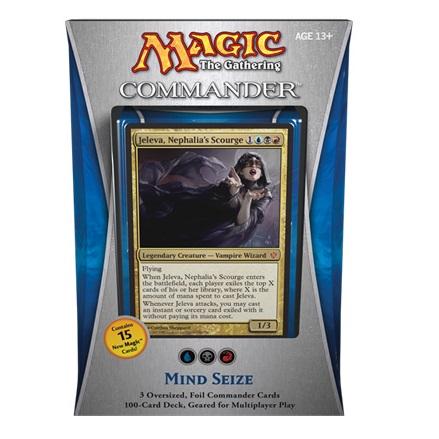 MAGIC
The Gathering
AGE 13+
COMMANDER™
Jeleva, Nephalia's Scourge 1
Legendary Creature — Vampire Wizard
Flying
When Jeleva, Nephalia's Scourge enters
the battlefield, each player exiles the top X
cards of his or her library, where X is the
amount of mana spent to cast Jeleva.
Whenever Jeleva attacks, you may cast
an instant or sorcery card exiled with it
without paying its mana cost.
1/3
Contains
15
New Magic™
Cards!
MIND SEIZE
3 Oversized, Foil Commander Cards
100-Card Deck, Geared for Multiplayer Play